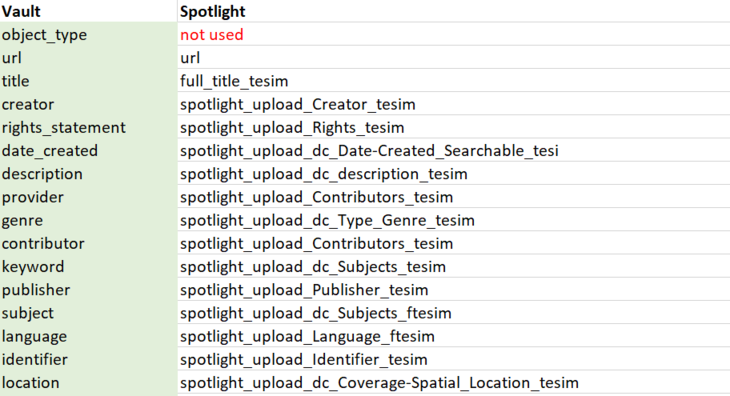 Vault Spotlight
object_type not used
url url
title full_title_tesim
creator spotlight_upload_Creator_tesim
rights_statement spotlight_upload_Rights_tesim
date_created spotlight_upload_dc_Date-Created_Searchable_tesi
description spotlight_upload_dc_description_tesim
provider spotlight_upload_Contributors_tesim
genre spotlight_upload_dc_Type_Genre_tesim
contributor spotlight_upload_Contributors_tesim
keyword spotlight_upload_dc_Subjects_tesim
publisher spotlight_upload_Publisher_tesim
subject spotlight_upload_dc_Subjects_ftesim
language spotlight_upload_Language_ftesim
identifier spotlight_upload_Identifier_tesim
location spotlight_upload_dc_Coverage-Spatial_Location_tesim